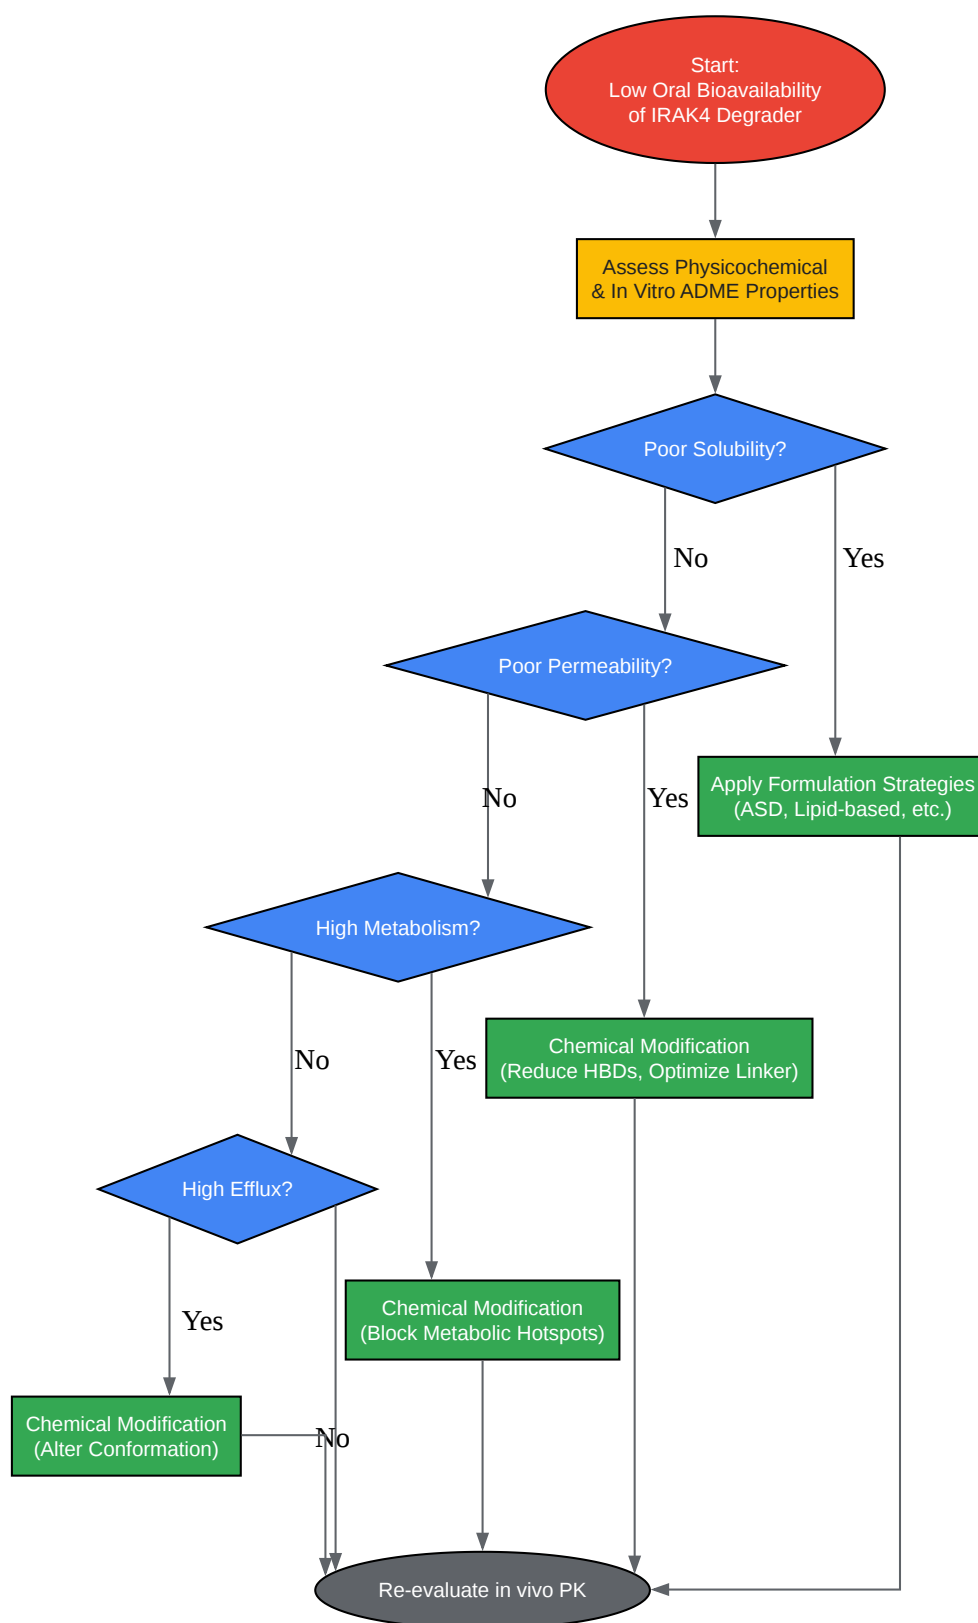 Start:
Low Oral Bioavailability
of IRAK4 Degrader
Assess Physicochemical
& In Vitro ADME Properties
Poor Solubility?
No
Yes
Poor Permeability?
No
Yes
Apply Formulation Strategies
(ASD, Lipid-based, etc.)
High Metabolism?
No
Yes
Chemical Modification
(Reduce HBDs, Optimize Linker)
High Efflux?
Yes
No
Chemical Modification
(Block Metabolic Hotspots)
Chemical Modification
(Alter Conformation)
Re-evaluate in vivo PK